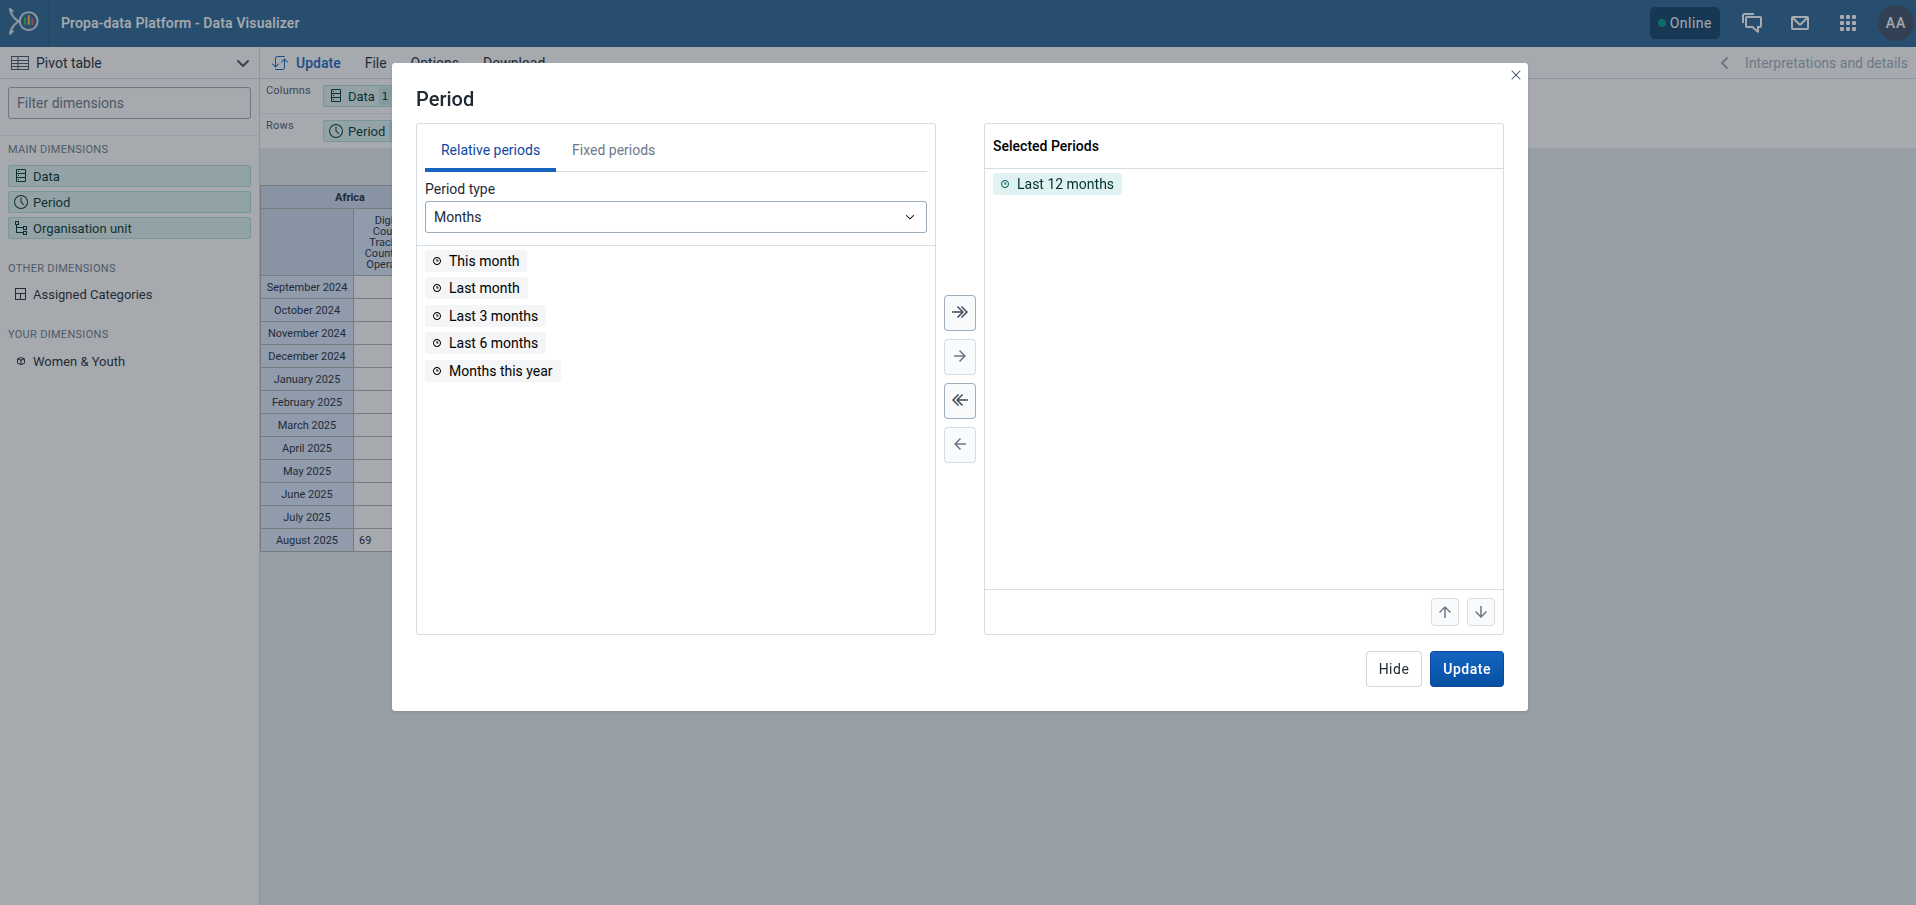 Propa-data Platform - Data Visualizer
Online
AA
Pivot table
Update
File
Options
Download
Interpretations and details
Filter dimensions
Columns
Data 1
Rows
Period
MAIN DIMENSIONS
Data
Period
Organisation unit
OTHER DIMENSIONS
Assigned Categories
YOUR DIMENSIONS
Women & Youth
Africa
Digi
Cou
Trac
Coun
Opera
September 2024
October 2024
November 2024
December 2024
January 2025
February 2025
March 2025
April 2025
May 2025
June 2025
July 2025
August 2025 69
Period
Relative periods
Fixed periods
Period type
Months
This month
Last month
Last 3 months
Last 6 months
Months this year
Selected Periods
Last 12 months
Hide
Update